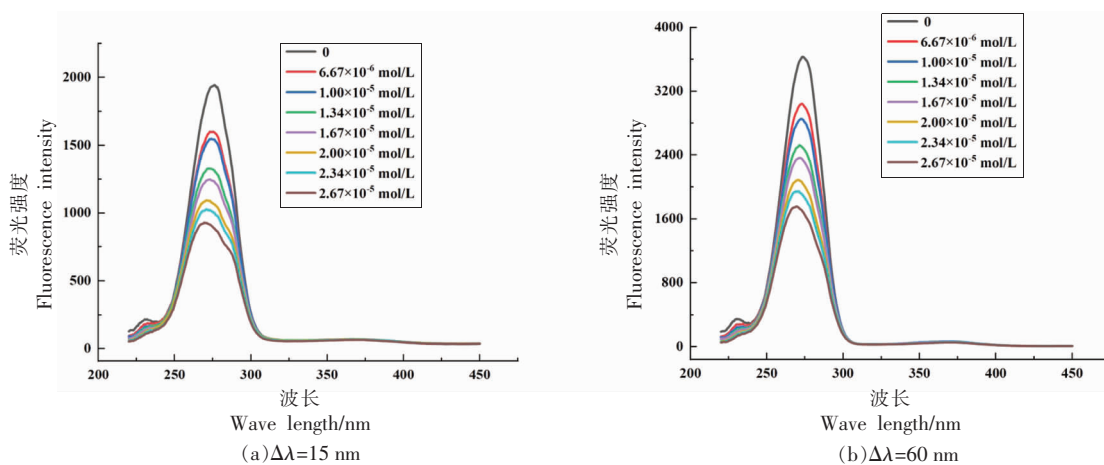 0
6.67×10⁻⁶ mol/L
1.00×10⁻⁵ mol/L
1.34×10⁻⁵ mol/L
1.67×10⁻⁵ mol/L
2.00×10⁻⁵ mol/L
2.34×10⁻⁵ mol/L
2.67×10⁻⁵ mol/L
荧光强度
Fluorescence intensity
2000
1500
1000
500
0
200 250 300 350 400 450
波长
Wave length/nm
(a)Δλ=15 nm
0
6.67×10⁻⁶ mol/L
1.00×10⁻⁵ mol/L
1.34×10⁻⁵ mol/L
1.67×10⁻⁵ mol/L
2.00×10⁻⁵ mol/L
2.34×10⁻⁵ mol/L
2.67×10⁻⁵ mol/L
荧光强度
Fluorescence intensity
4000
3200
2400
1600
800
0
200 250 300 350 400 450
波长
Wave length/nm
(b)Δλ=60 nm